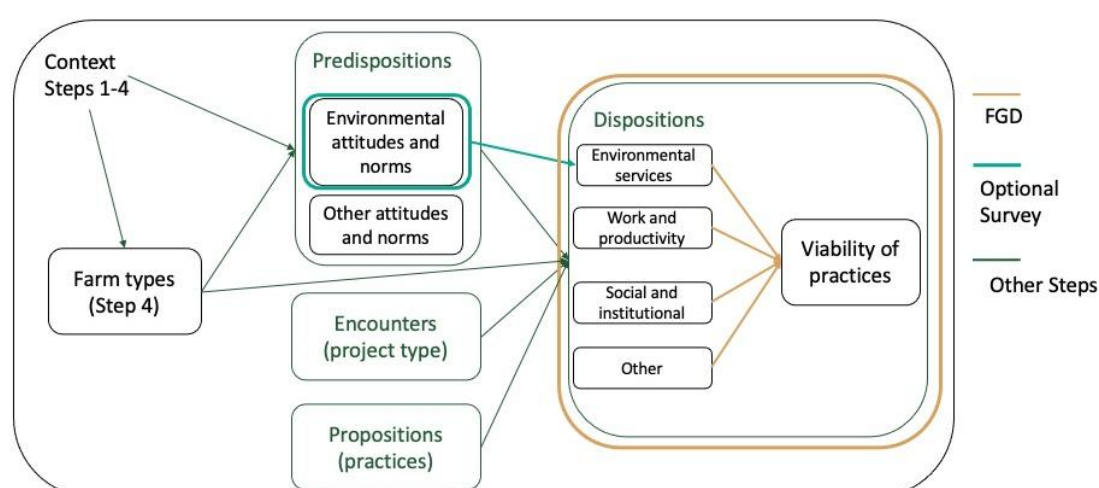 Context
Steps 1-4
Predispositions
Environmental
attitudes and
norms
Other attitudes
and norms
Farm types
(Step 4)
Encounters
(project type)
Propositions
(practices)
Dispositions
Environmental
services
Work and
productivity
Social and
institutional
Other
Viability of
practices
FGD
Optional
Survey
Other Steps